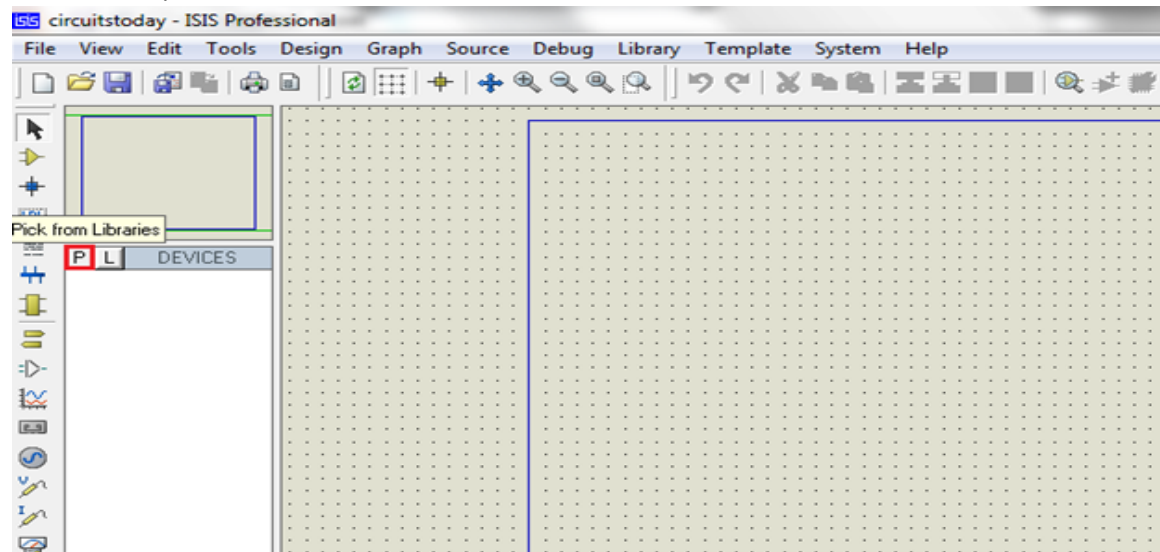 ISIS circuitstoday - ISIS Professional
File View Edit Tools Design Graph Source Debug Library Template System Help
Pick from Libraries
P L DEVICES